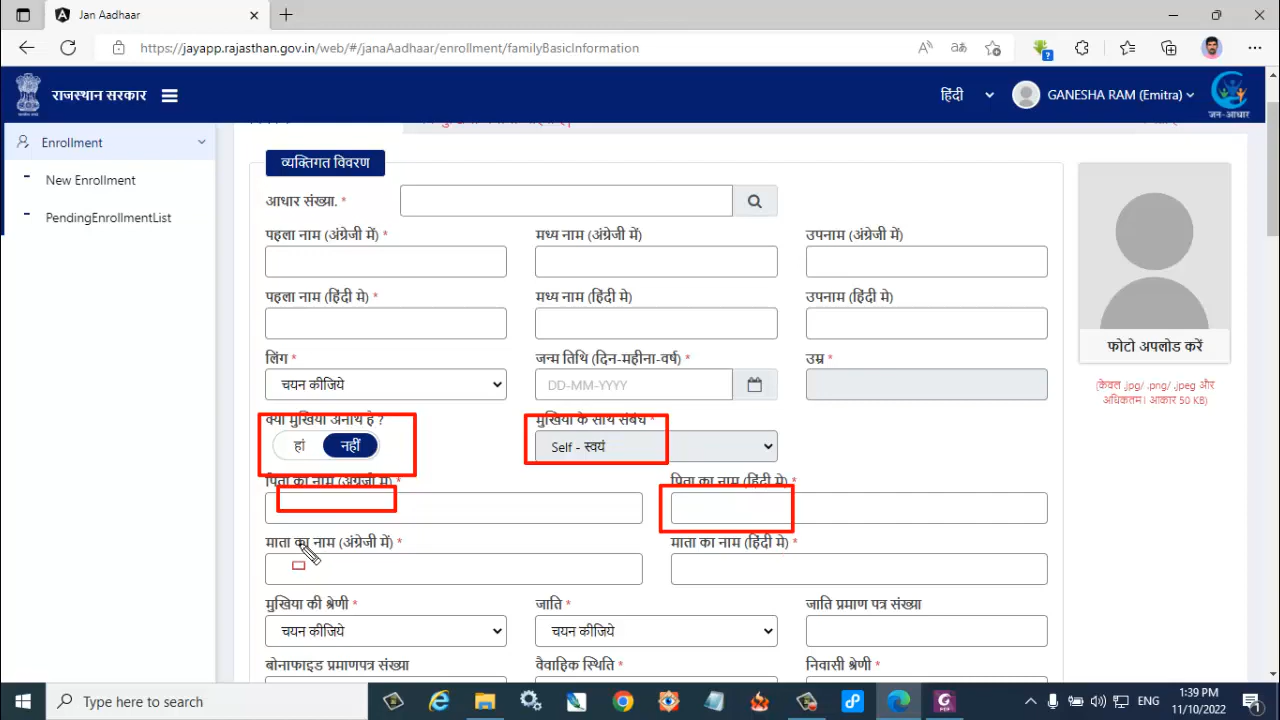 Jan Aadhaar
https://jayapp.rajasthan.gov.in/web/#/janaAadhaar/enrollment/familyBasicInformation
राजस्थान सरकार
हिंदी
GANESHA RAM (Emitra)
जन-आधार
Enrollment
New Enrollment
PendingEnrollmentList
व्यक्तिगत विवरण
आधार संख्या. *
पहला नाम (अंग्रेजी में) * मध्य नाम (अंग्रेजी में) उपनाम (अंग्रेजी में)
पहला नाम (हिंदी मे) * मध्य नाम (हिंदी मे) उपनाम (हिंदी मे)
फोटो अपलोड करें
(केवल .jpg/ .png/ .jpeg और
अधिकतम। आकार 50 KB)
लिंग * जन्म तिथि (दिन-महीना-वर्ष) * उम्र *
चयन कीजिये DD-MM-YYYY
क्या मुखिया अनाथ है ? मुखिया के साथ संबंध *
हां नहीं Self - स्वयं
पिता का नाम (अंग्रेजी में) * पिता का नाम (हिंदी मे) *
माता का नाम (अंग्रेजी में) * माता का नाम (हिंदी मे) *
मुखिया की श्रेणी * जाति * जाति प्रमाण पत्र संख्या
चयन कीजिये चयन कीजिये
बोनाफाइड प्रमाणपत्र संख्या वैवाहिक स्थिति * निवासी श्रेणी *
Type here to search
ENG
1:39 PM
11/10/2022